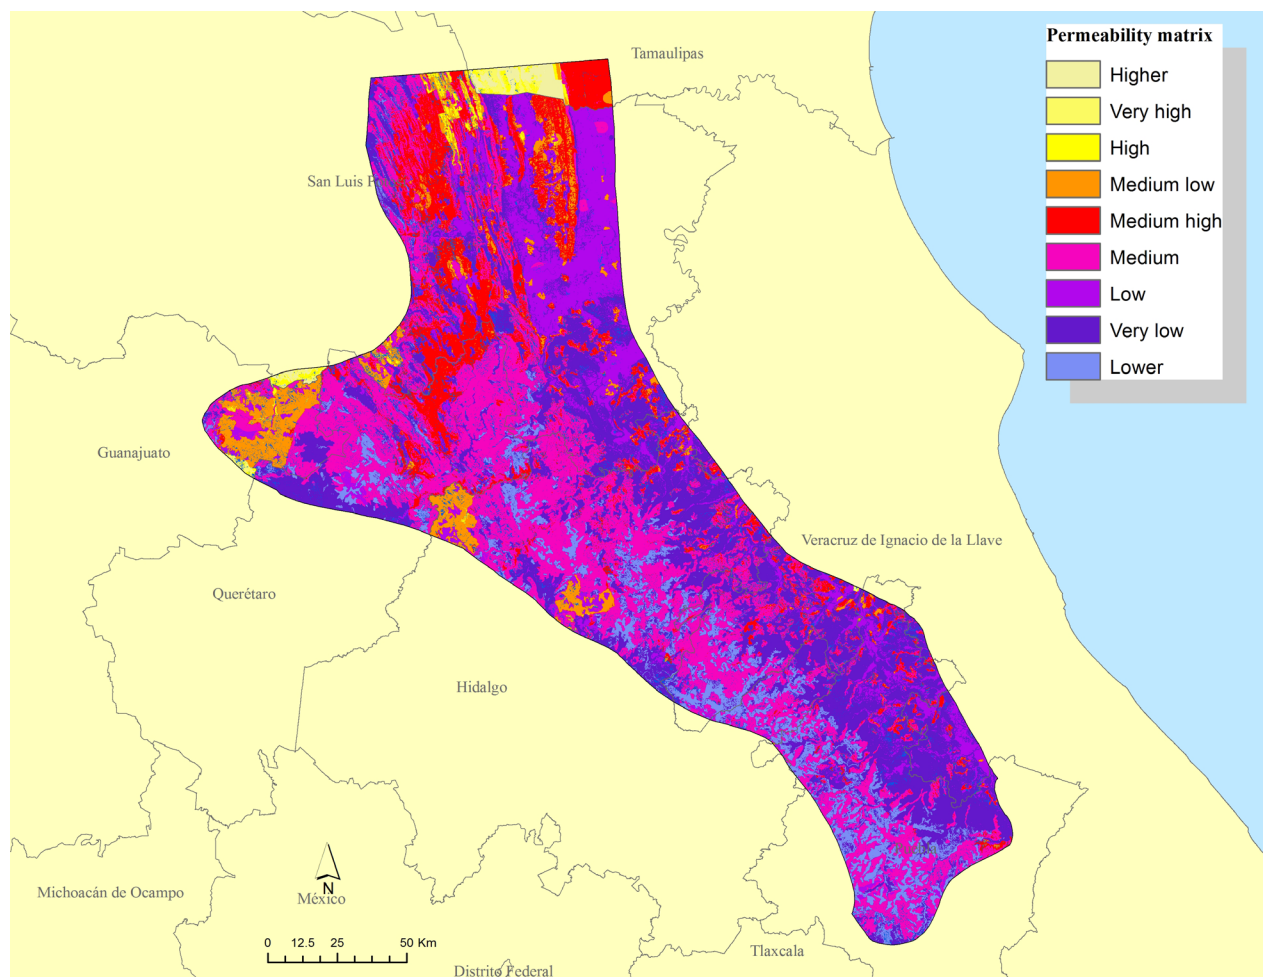 Tamaulipas
Permeability matrix
Higher
Very high
High
Medium low
Medium high
Medium
Low
Very low
Lower
San Luis P
Guanajuato
Veracruz de Ignacio de la Llave
Querétaro
Hidalgo
Michoacán de Ocampo
N
México
0 12.5 25 50 Km
Tlaxcala
Distrito Federal